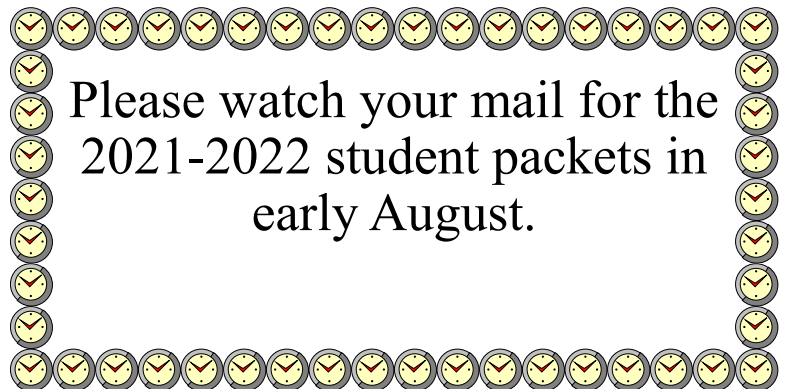 Please watch your mail for the
2021-2022 student packets in
early August.